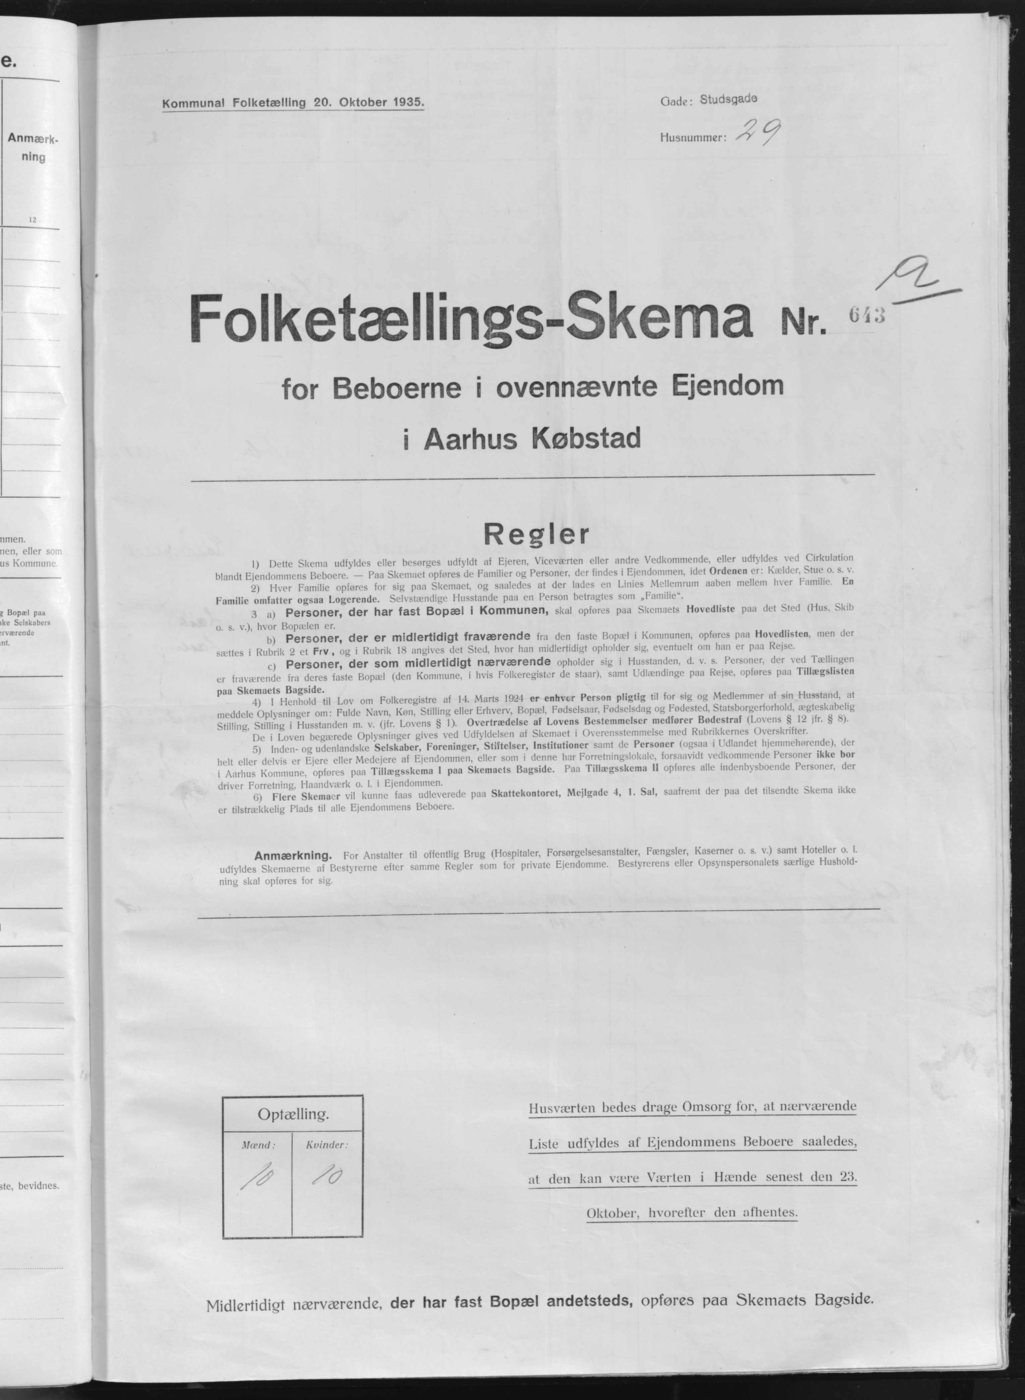 e.
Anmærk-
ning
12
mmen.
nen, eller som
us Kommune.
g Bopæl paa
ske Selskabers
erværende
nt.
ste, bevidnes.
Kommunal Folketælling 20. Oktober 1935.
Gade: Studsgade
Husnummer: 29
a
Folketællings-Skema Nr. 643
for Beboerne i ovennævnte Ejendom
i Aarhus Købstad
Regler
1) Dette Skema udfyldes eller besørges udfyldt af Ejeren, Viceværten eller andre Vedkommende, eller udfyldes ved Cirkulation
blandt Ejendommens Beboere. — Paa Skemaet opføres de Familier og Personer, der findes i Ejendommen, idet Ordenen er: Kælder, Stue o. s. v.
2) Hver Familie opføres for sig paa Skemaet, og saaledes at der lades en Linies Mellemrum aaben mellem hver Familie. En
Familie omfatter ogsaa Logerende. Selvstændige Husstande paa en Person betragtes som „Familie“.
3 a) Personer, der har fast Bopæl i Kommunen, skal opføres paa Skemaets Hovedliste paa det Sted (Hus, Skib
o. s. v.), hvor Bopælen er.
b) Personer, der er midlertidigt fraværende fra den faste Bopæl i Kommunen, opføres paa Hovedlisten, men der
sættes i Rubrik 2 et Frv, og i Rubrik 18 angives det Sted, hvor han midlertidigt opholder sig, eventuelt om han er paa Rejse.
c) Personer, der som midlertidigt nærværende opholder sig i Husstanden, d. v. s. Personer, der ved Tællingen
er fraværende fra deres faste Bopæl (den Kommune, i hvis Folkeregister de staar), samt Udlændinge paa Rejse, opføres paa Tillægslisten
paa Skemaets Bagside.
4) I Henhold til Lov om Folkeregistre af 14. Marts 1924 er enhver Person pligtig til for sig og Medlemmer af sin Husstand, at
meddele Oplysninger om: Fulde Navn, Køn, Stilling eller Erhverv, Bopæl, Fødselsaar, Fødselsdag og Fødested, Statsborgerforhold, ægteskabelig
Stilling, Stilling i Husstanden m. v. (jfr. Lovens § 1). Overtrædelse af Lovens Bestemmelser medfører Bødestraf (Lovens § 12 jfr. § 8).
De i Loven begærede Oplysninger gives ved Udfyldelsen af Skemaet i Overensstemmelse med Rubrikkernes Overskrifter.
5) Inden- og udenlandske Selskaber, Foreninger, Stiftelser, Institutioner samt de Personer (ogsaa i Udlandet hjemmehørende), der
helt eller delvis er Ejere eller Medejere af Ejendommen, eller som i denne har Forretningslokale, forsaavidt vedkommende Personer ikke bor
i Aarhus Kommune, opføres paa Tillægsskema I paa Skemaets Bagside. Paa Tillægsskema II opføres alle indenbysboende Personer, der
driver Forretning, Haandværk o. l. i Ejendommen.
6) Flere Skemaer vil kunne faas udleverede paa Skattekontoret, Mejlgade 4, 1. Sal, saafremt der paa det tilsendte Skema ikke
er tilstrækkelig Plads til alle Ejendommens Beboere.
Anmærkning. For Anstalter til offentlig Brug (Hospitaler, Forsørgelsesanstalter, Fængsler, Kaserner o. s. v.) samt Hoteller o. l.
udfyldes Skemaerne af Bestyrerne efter samme Regler som for private Ejendomme. Bestyrerens eller Opsynspersonalets særlige Hushold-
ning skal opføres for sig.
Optælling.
Mænd: Kvinder:
10 10
Husværten bedes drage Omsorg for, at nærværende
Liste udfyldes af Ejendommens Beboere saaledes,
at den kan være Værten i Hænde senest den 23.
Oktober, hvorefter den afhentes.
Midlertidigt nærværende, der har fast Bopæl andetsteds, opføres paa Skemaets Bagside.